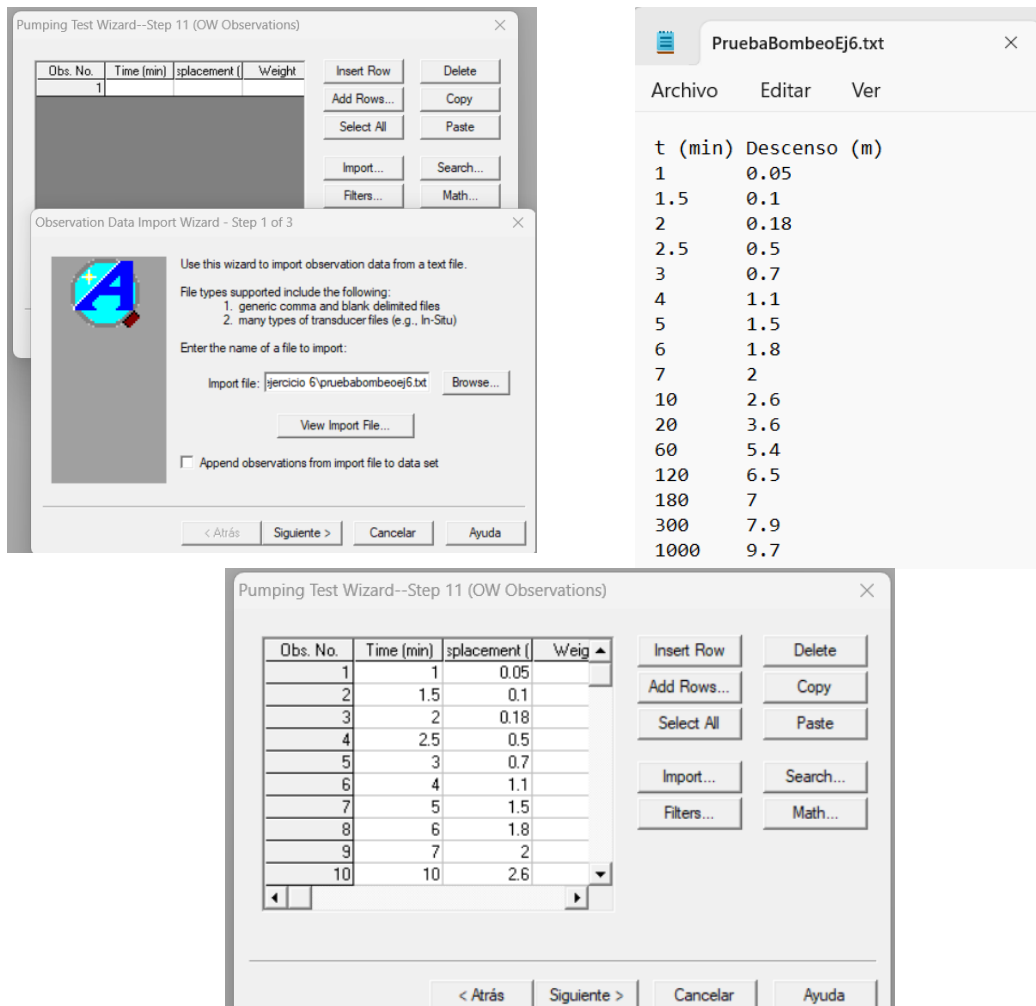 Pumping Test Wizard--Step 11 (OW Observations)
Obs. No. Time (min) splacement ( Weight
1
Insert Row Delete
Add Rows... Copy
Select All Paste
Import... Search...
Filters... Math...
Observation Data Import Wizard - Step 1 of 3
Use this wizard to import observation data from a text file.
File types supported include the following:
1. generic comma and blank delimited files
2. many types of transducer files (e.g., In-Situ)
Enter the name of a file to import:
Import file: ejercicio 6\pruebabombeoej6.txt Browse...
View Import File...
Append observations from import file to data set
< Atrás Siguiente > Cancelar Ayuda
PruebaBombeoEj6.txt
Archivo Editar Ver
t (min) Descenso (m)
1 0.05
1.5 0.1
2 0.18
2.5 0.5
3 0.7
4 1.1
5 1.5
6 1.8
7 2
10 2.6
20 3.6
60 5.4
120 6.5
180 7
300 7.9
1000 9.7
Pumping Test Wizard--Step 11 (OW Observations)
Obs. No. Time (min) splacement ( Weig
1 1 0.05
2 1.5 0.1
3 2 0.18
4 2.5 0.5
5 3 0.7
6 4 1.1
7 5 1.5
8 6 1.8
9 7 2
10 10 2.6
Insert Row Delete
Add Rows... Copy
Select All Paste
Import... Search...
Filters... Math...
< Atrás Siguiente > Cancelar Ayuda